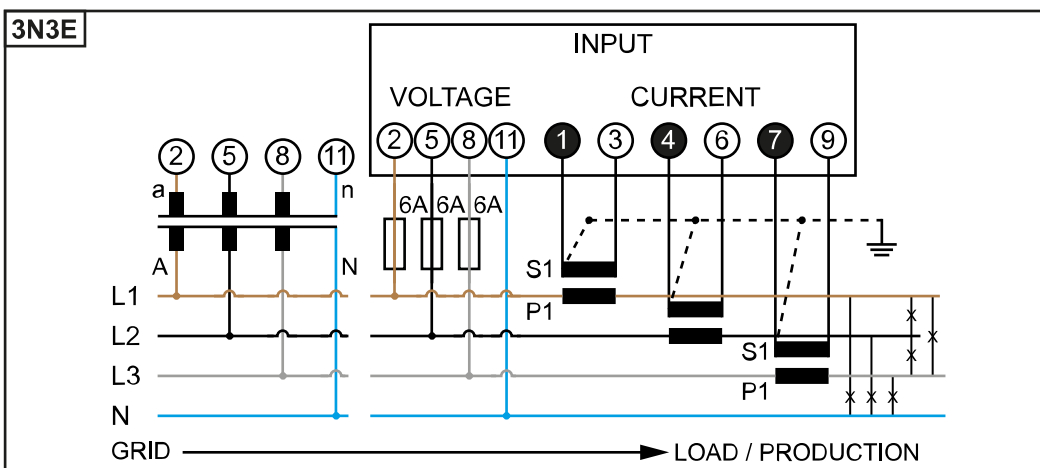 3N3E
INPUT
VOLTAGE CURRENT
2 5 8 11 1 3 4 6 7 9
2 5 8 11
a n
6A 6A 6A
A N
S1
L1
P1
L2
S1
L3
P1
N
GRID LOAD / PRODUCTION